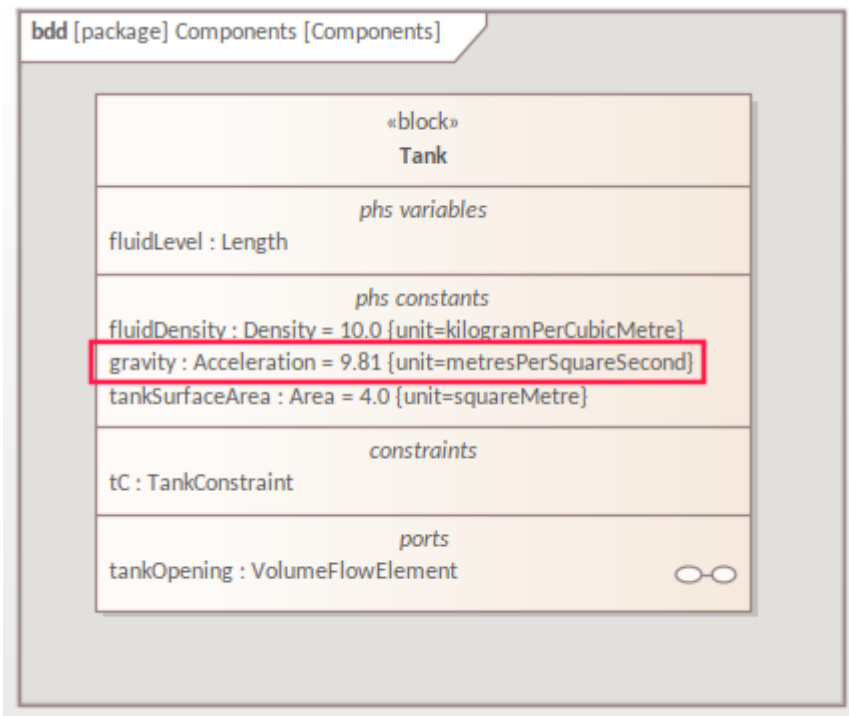 bdd [package] Components [Components]
«block»
Tank
phs variables
fluidLevel : Length
phs constants
fluidDensity : Density = 10.0 {unit=kilogramPerCubicMetre}
gravity : Acceleration = 9.81 {unit=metresPerSquareSecond}
tankSurfaceArea : Area = 4.0 {unit=squareMetre}
constraints
tC : TankConstraint
ports
tankOpening : VolumeFlowElement